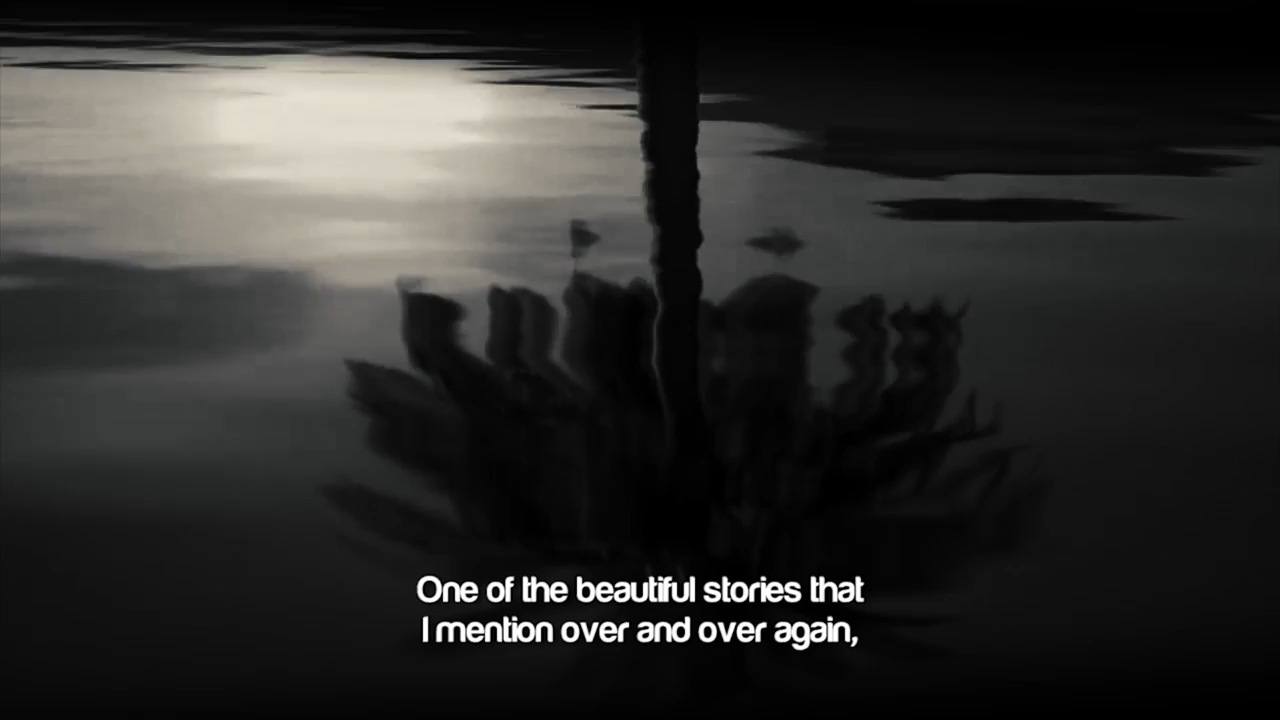 One of the beautiful stories that
I mention over and over again,